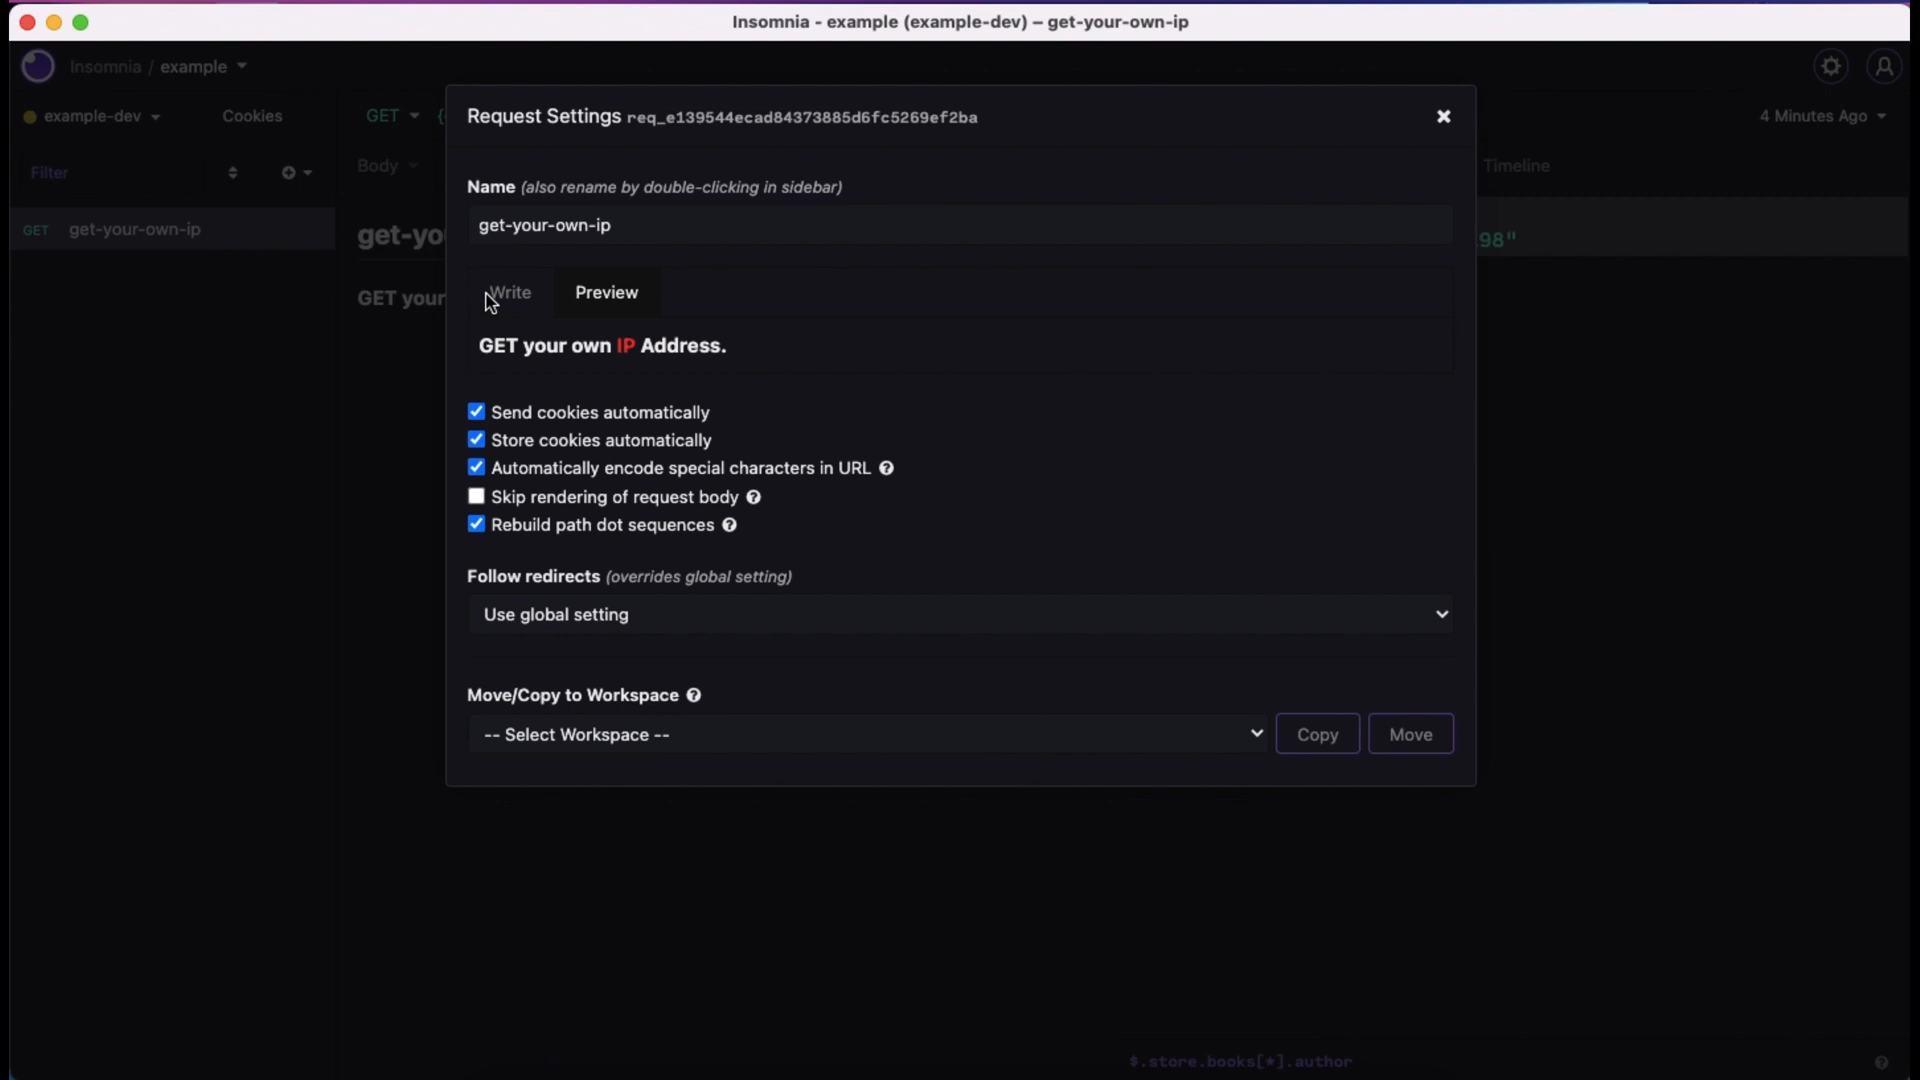 Insomnia - example (example-dev) – get-your-own-ip
Insomnia / example
example-dev
Cookies
GET
Request Settings req_e139544ecad84373885d6fc5269ef2ba
4 Minutes Ago
Filter
Body
Timeline
Name (also rename by double-clicking in sidebar)
get-your-own-ip
GET get-your-own-ip
get-yo
98"
Write
Preview
GET your
GET your own IP Address.
Send cookies automatically
Store cookies automatically
Automatically encode special characters in URL
Skip rendering of request body
Rebuild path dot sequences
Follow redirects (overrides global setting)
Use global setting
Move/Copy to Workspace
-- Select Workspace --
Copy
Move
$.store.books[*].author